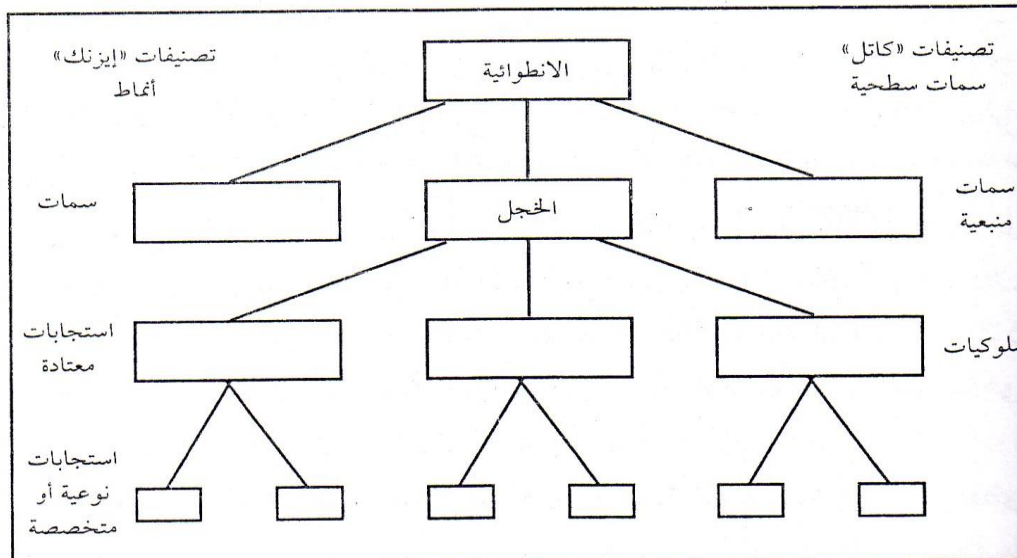 تصنيفات «كاتل»
سمات سطحية
الانطوائية
تصنيفات «إيزنك»
أنماط
سمات
منبعية
الخجل
سمات
سلوكيات
استجابات
معتادة
استجابات
نوعية أو
متخصصة